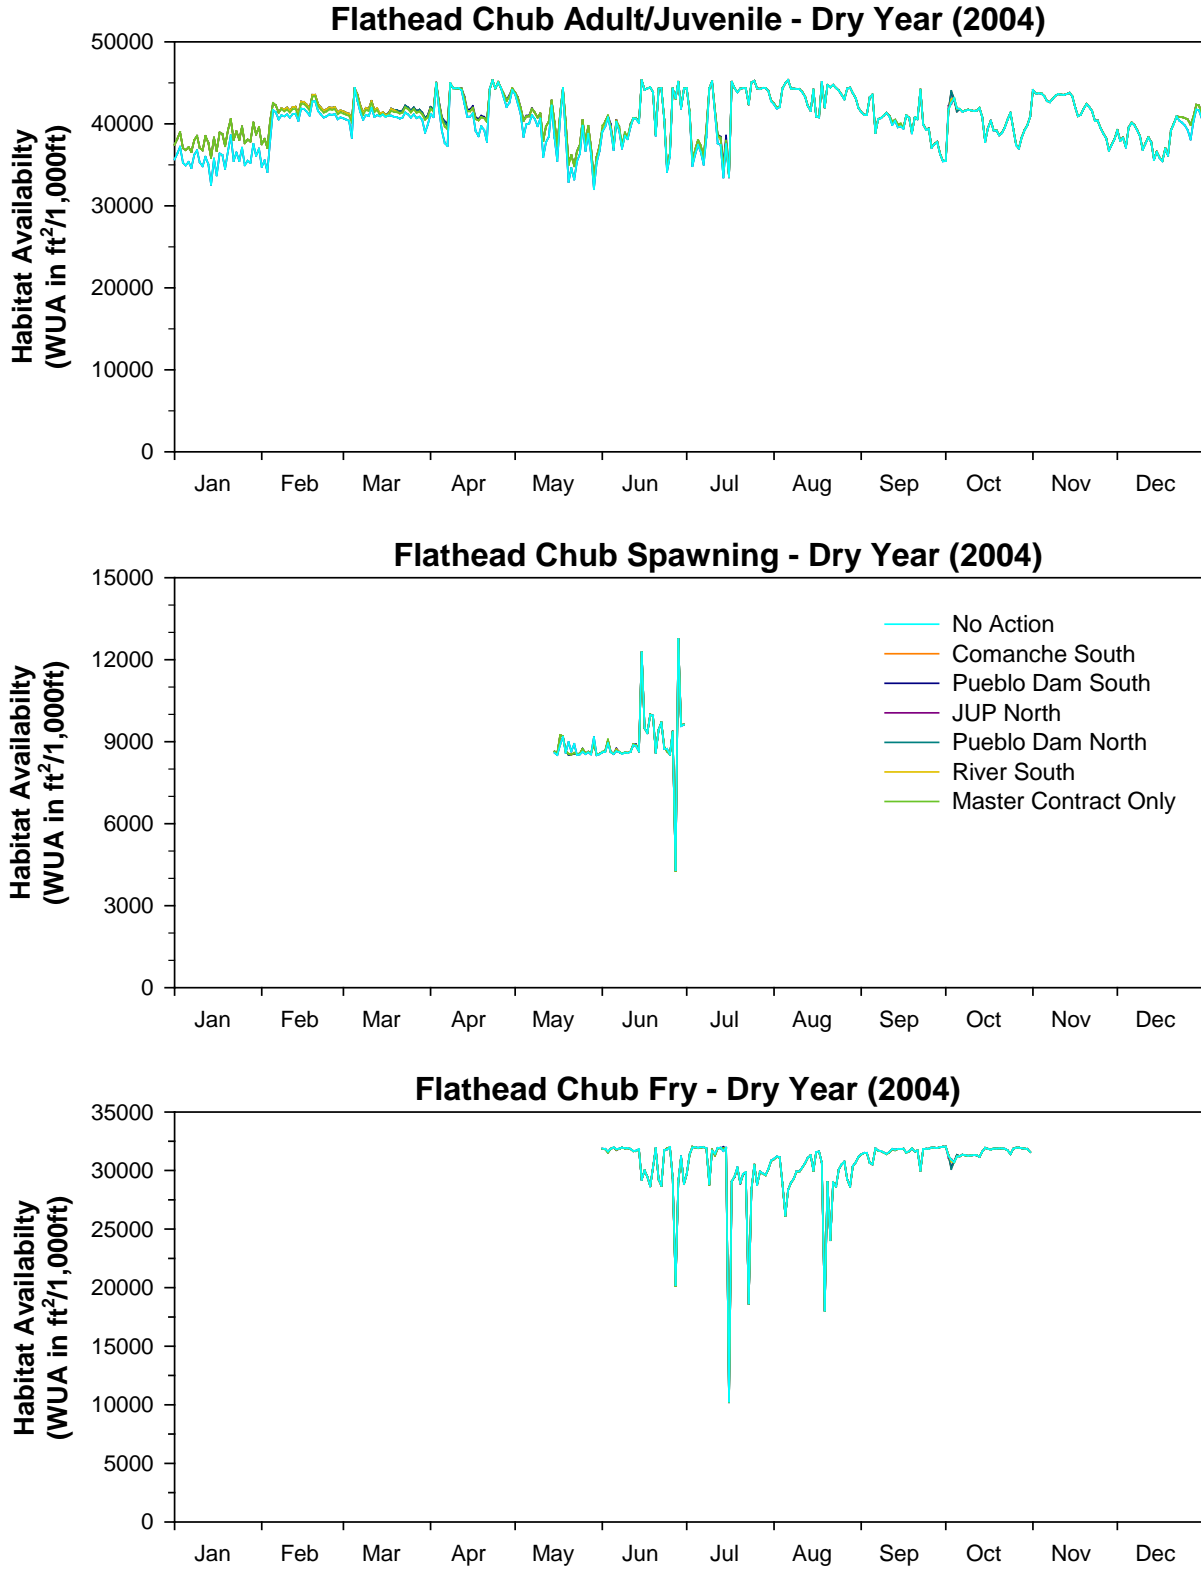 Flathead Chub Adult/Juvenile - Dry Year (2004)
Habitat Availabilty
(WUA in ft²/1,000ft)
50000
40000
30000
20000
10000
0
Jan Feb Mar Apr May Jun Jul Aug Sep Oct Nov Dec
Flathead Chub Spawning - Dry Year (2004)
Habitat Availabilty
(WUA in ft²/1,000ft)
15000
12000
9000
6000
3000
0
No Action
Comanche South
Pueblo Dam South
JUP North
Pueblo Dam North
River South
Master Contract Only
Jan Feb Mar Apr May Jun Jul Aug Sep Oct Nov Dec
Flathead Chub Fry - Dry Year (2004)
Habitat Availabilty
(WUA in ft²/1,000ft)
35000
30000
25000
20000
15000
10000
5000
0
Jan Feb Mar Apr May Jun Jul Aug Sep Oct Nov Dec